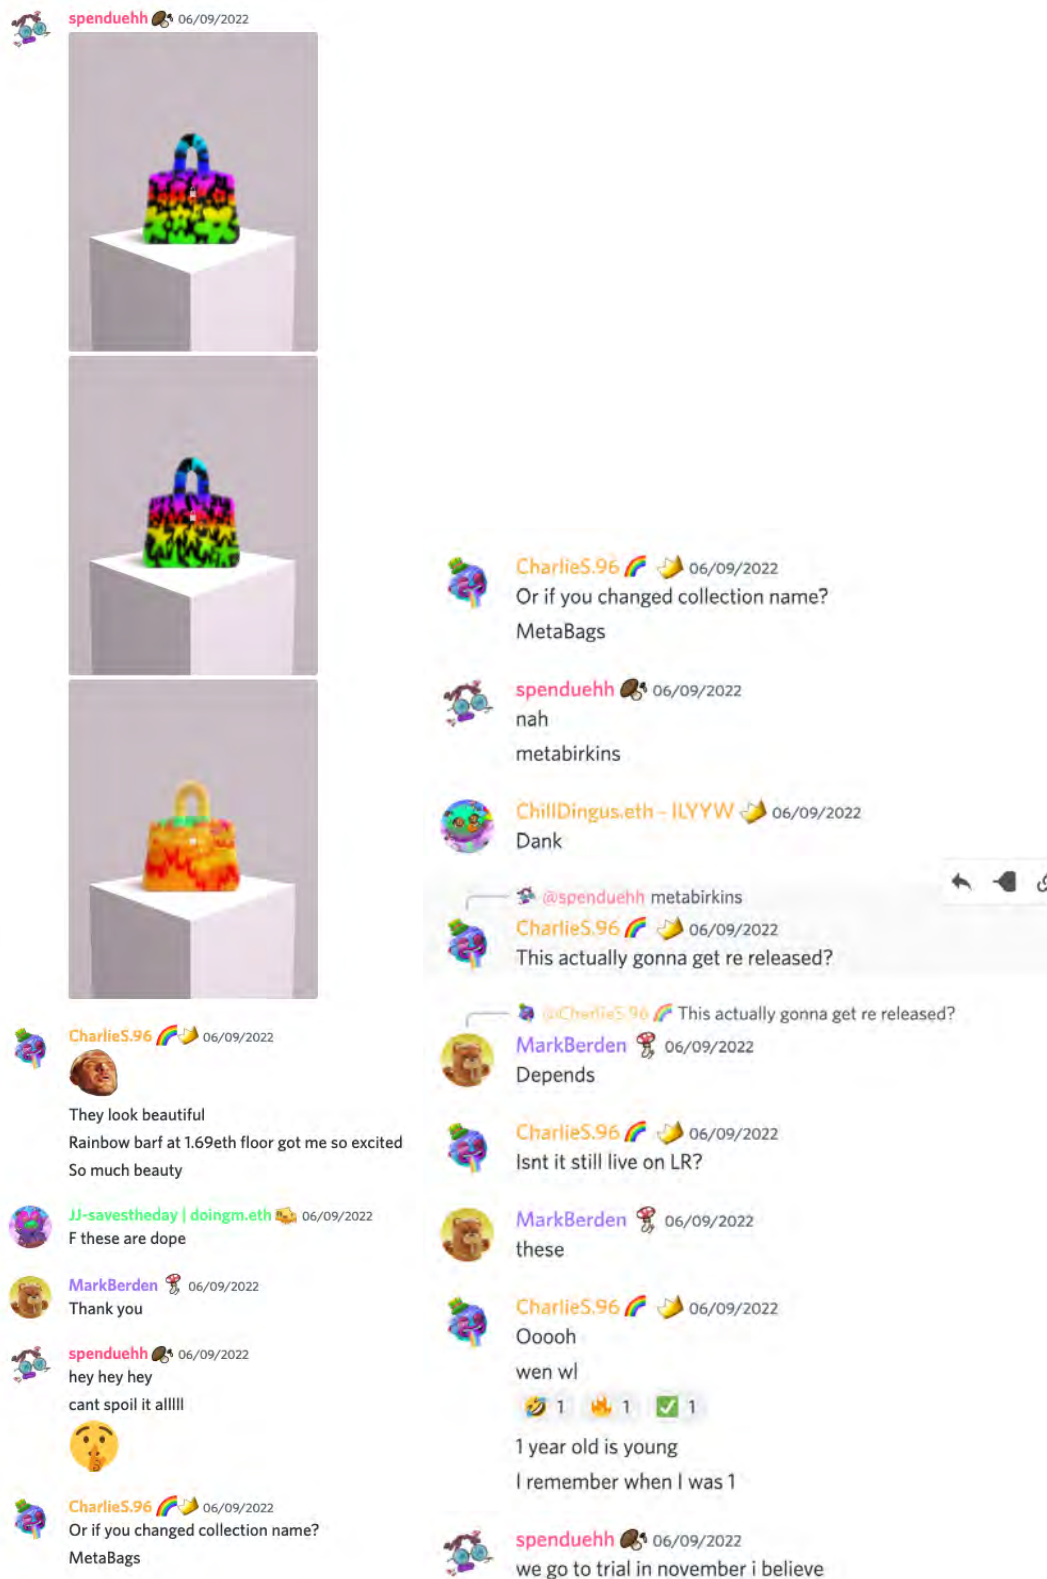 spenduehh 06/09/2022
CharlieS.96 06/09/2022
They look beautiful
Rainbow barf at 1.69eth floor got me so excited
So much beauty
JJ-savestheday | doingm.eth 06/09/2022
F these are dope
MarkBerden 06/09/2022
Thank you
spenduehh 06/09/2022
hey hey hey
cant spoil it alllll
CharlieS.96 06/09/2022
Or if you changed collection name?
MetaBags
CharlieS.96 06/09/2022
Or if you changed collection name?
MetaBags
spenduehh 06/09/2022
nah
metabirkins
ChillDingus.eth - ILYYW 06/09/2022
Dank
@spenduehh metabirkins
CharlieS.96 06/09/2022
This actually gonna get re released?
@CharlieS.96 This actually gonna get re released?
MarkBerden 06/09/2022
Depends
CharlieS.96 06/09/2022
Isnt it still live on LR?
MarkBerden 06/09/2022
these
CharlieS.96 06/09/2022
Ooooh
wen wl
1 1 1
1 year old is young
I remember when I was 1
spenduehh 06/09/2022
we go to trial in november i believe